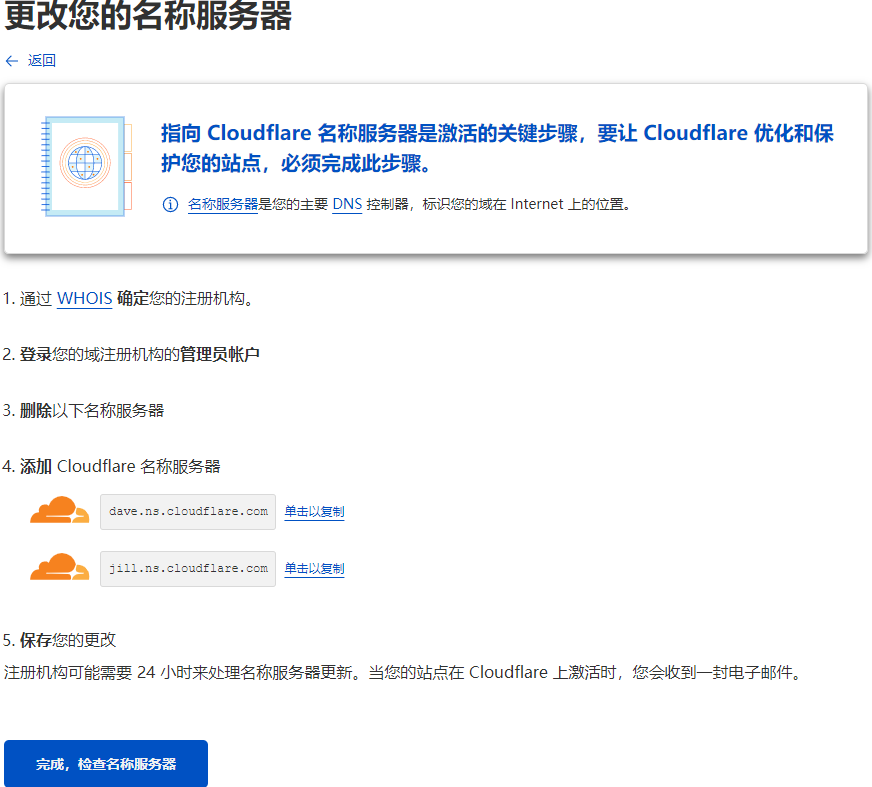 更改您的名称服务器
返回
指向 Cloudflare 名称服务器是激活的关键步骤，要让 Cloudflare 优化和保
护您的站点，必须完成此步骤。
名称服务器是您的主要 DNS 控制器，标识您的域在 Internet 上的位置。
1. 通过 WHOIS 确定您的注册机构。
2. 登录您的域注册机构的管理员帐户
3. 删除以下名称服务器
4. 添加 Cloudflare 名称服务器
dave.ns.cloudflare.com 单击以复制
jill.ns.cloudflare.com 单击以复制
5. 保存您的更改
注册机构可能需要 24 小时来处理名称服务器更新。当您的站点在 Cloudflare 上激活时，您会收到一封电子邮件。
完成，检查名称服务器